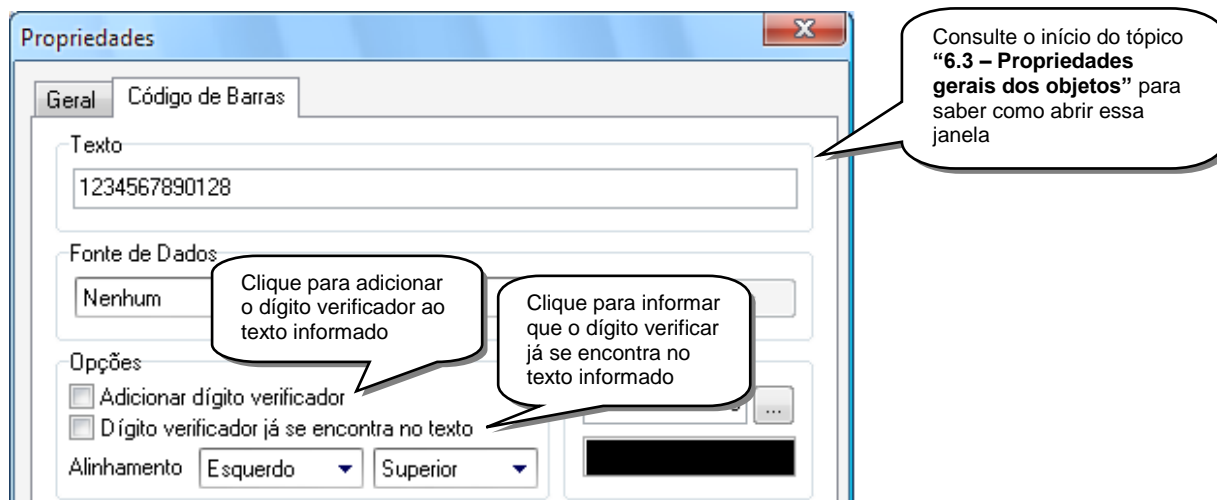 Propriedades
X
Consulte o início do tópico
“6.3 – Propriedades
gerais dos objetos” para
saber como abrir essa
janela
Geral
Código de Barras
Texto
1234567890128
Fonte de Dados
Nenhum
Clique para adicionar
o dígito verificador ao
texto informado
Clique para informar
que o dígito verificar
já se encontra no
texto informado
Opções
Adicionar dígito verificador
...
Dígito verificador já se encontra no texto
Alinhamento
Esquerdo
Superior